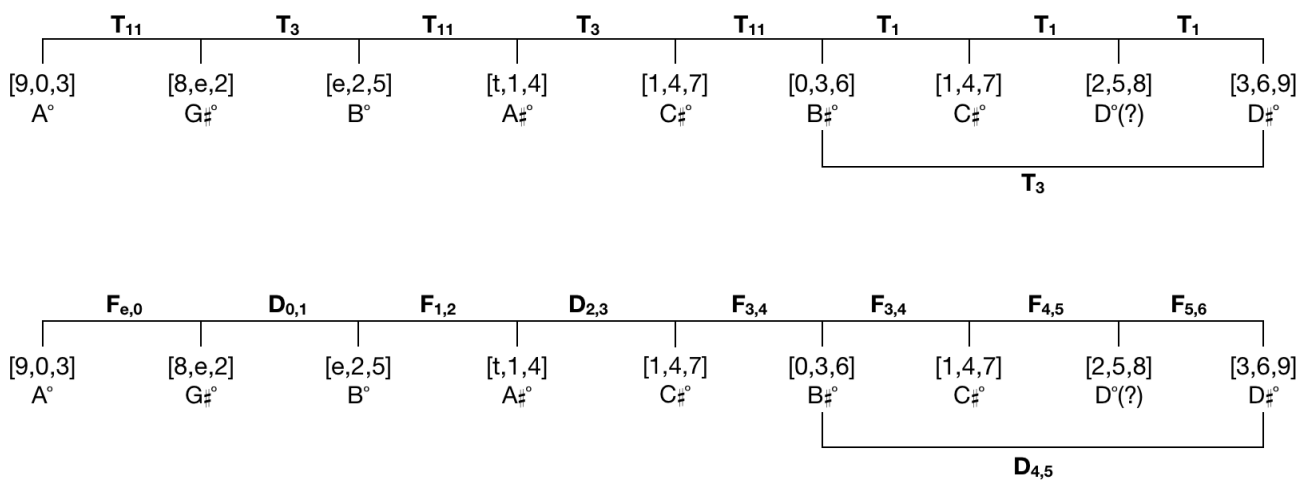 T₁₁ T₃ T₁₁ T₃ T₁₁ T₁ T₁ T₁
[9,0,3] [8,e,2] [e,2,5] [t,1,4] [1,4,7] [0,3,6] [1,4,7] [2,5,8] [3,6,9]
A° G♯° B° A♯° C♯° B♯° C♯° D°(?) D♯°
T₃
Fₑ,₀ D₀,₁ F₁,₂ D₂,₃ F₃,₄ F₃,₄ F₄,₅ F₅,₆
[9,0,3] [8,e,2] [e,2,5] [t,1,4] [1,4,7] [0,3,6] [1,4,7] [2,5,8] [3,6,9]
A° G♯° B° A♯° C♯° B♯° C♯° D°(?) D♯°
D₄,₅